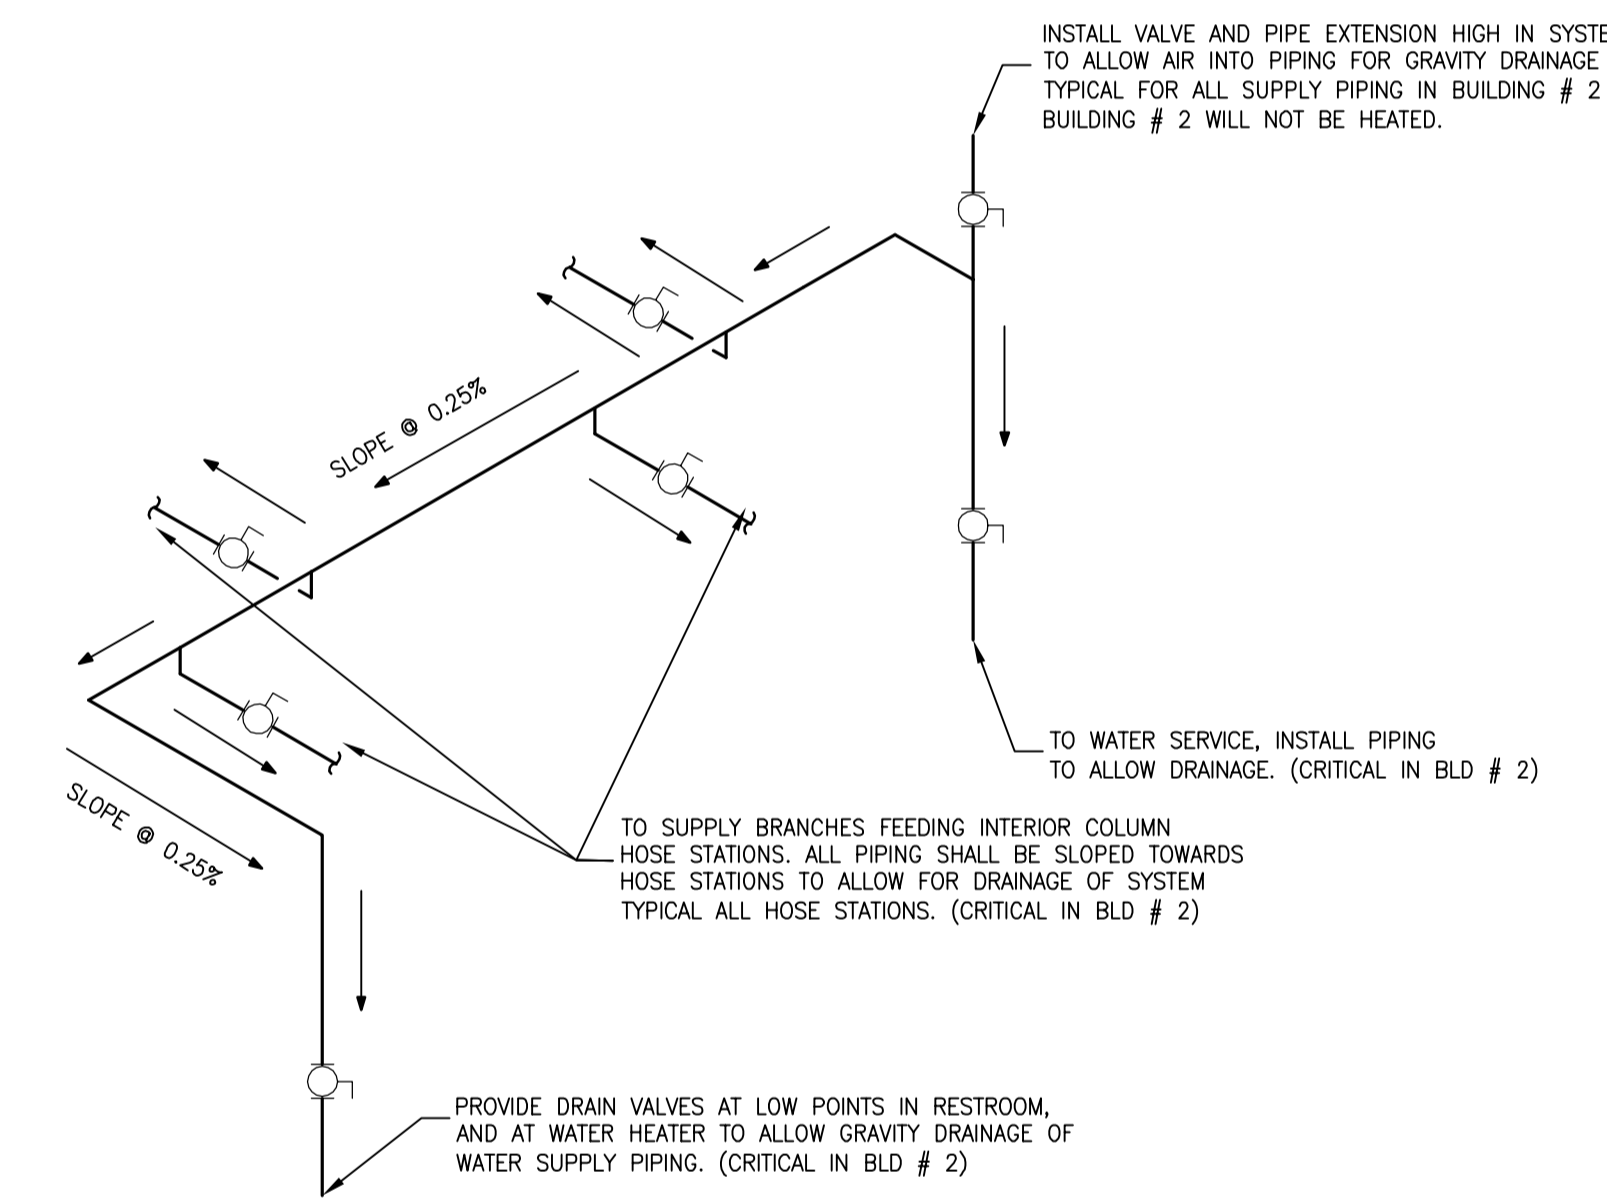 INSTALL VALVE AND PIPE EXTENSION HIGH IN SYSTE
TO ALLOW AIR INTO PIPING FOR GRAVITY DRAINAGE
TYPICAL FOR ALL SUPPLY PIPING IN BUILDING # 2
BUILDING # 2 WILL NOT BE HEATED.
SLOPE @ 0.25%
TO WATER SERVICE, INSTALL PIPING
TO ALLOW DRAINAGE. (CRITICAL IN BLD # 2)
SLOPE @ 0.25%
TO SUPPLY BRANCHES FEEDING INTERIOR COLUMN
HOSE STATIONS. ALL PIPING SHALL BE SLOPED TOWARDS
HOSE STATIONS TO ALLOW FOR DRAINAGE OF SYSTEM
TYPICAL ALL HOSE STATIONS. (CRITICAL IN BLD # 2)
PROVIDE DRAIN VALVES AT LOW POINTS IN RESTROOM,
AND AT WATER HEATER TO ALLOW GRAVITY DRAINAGE OF
WATER SUPPLY PIPING. (CRITICAL IN BLD # 2)